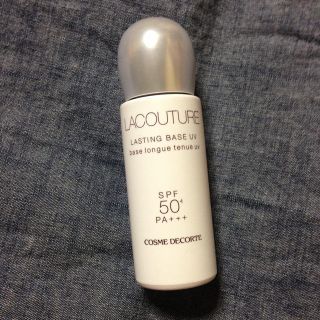 LACOUTURE
LASTING BASE UV
base longue tenue uv
SPF
50+
PA+++
COSME DECORTE